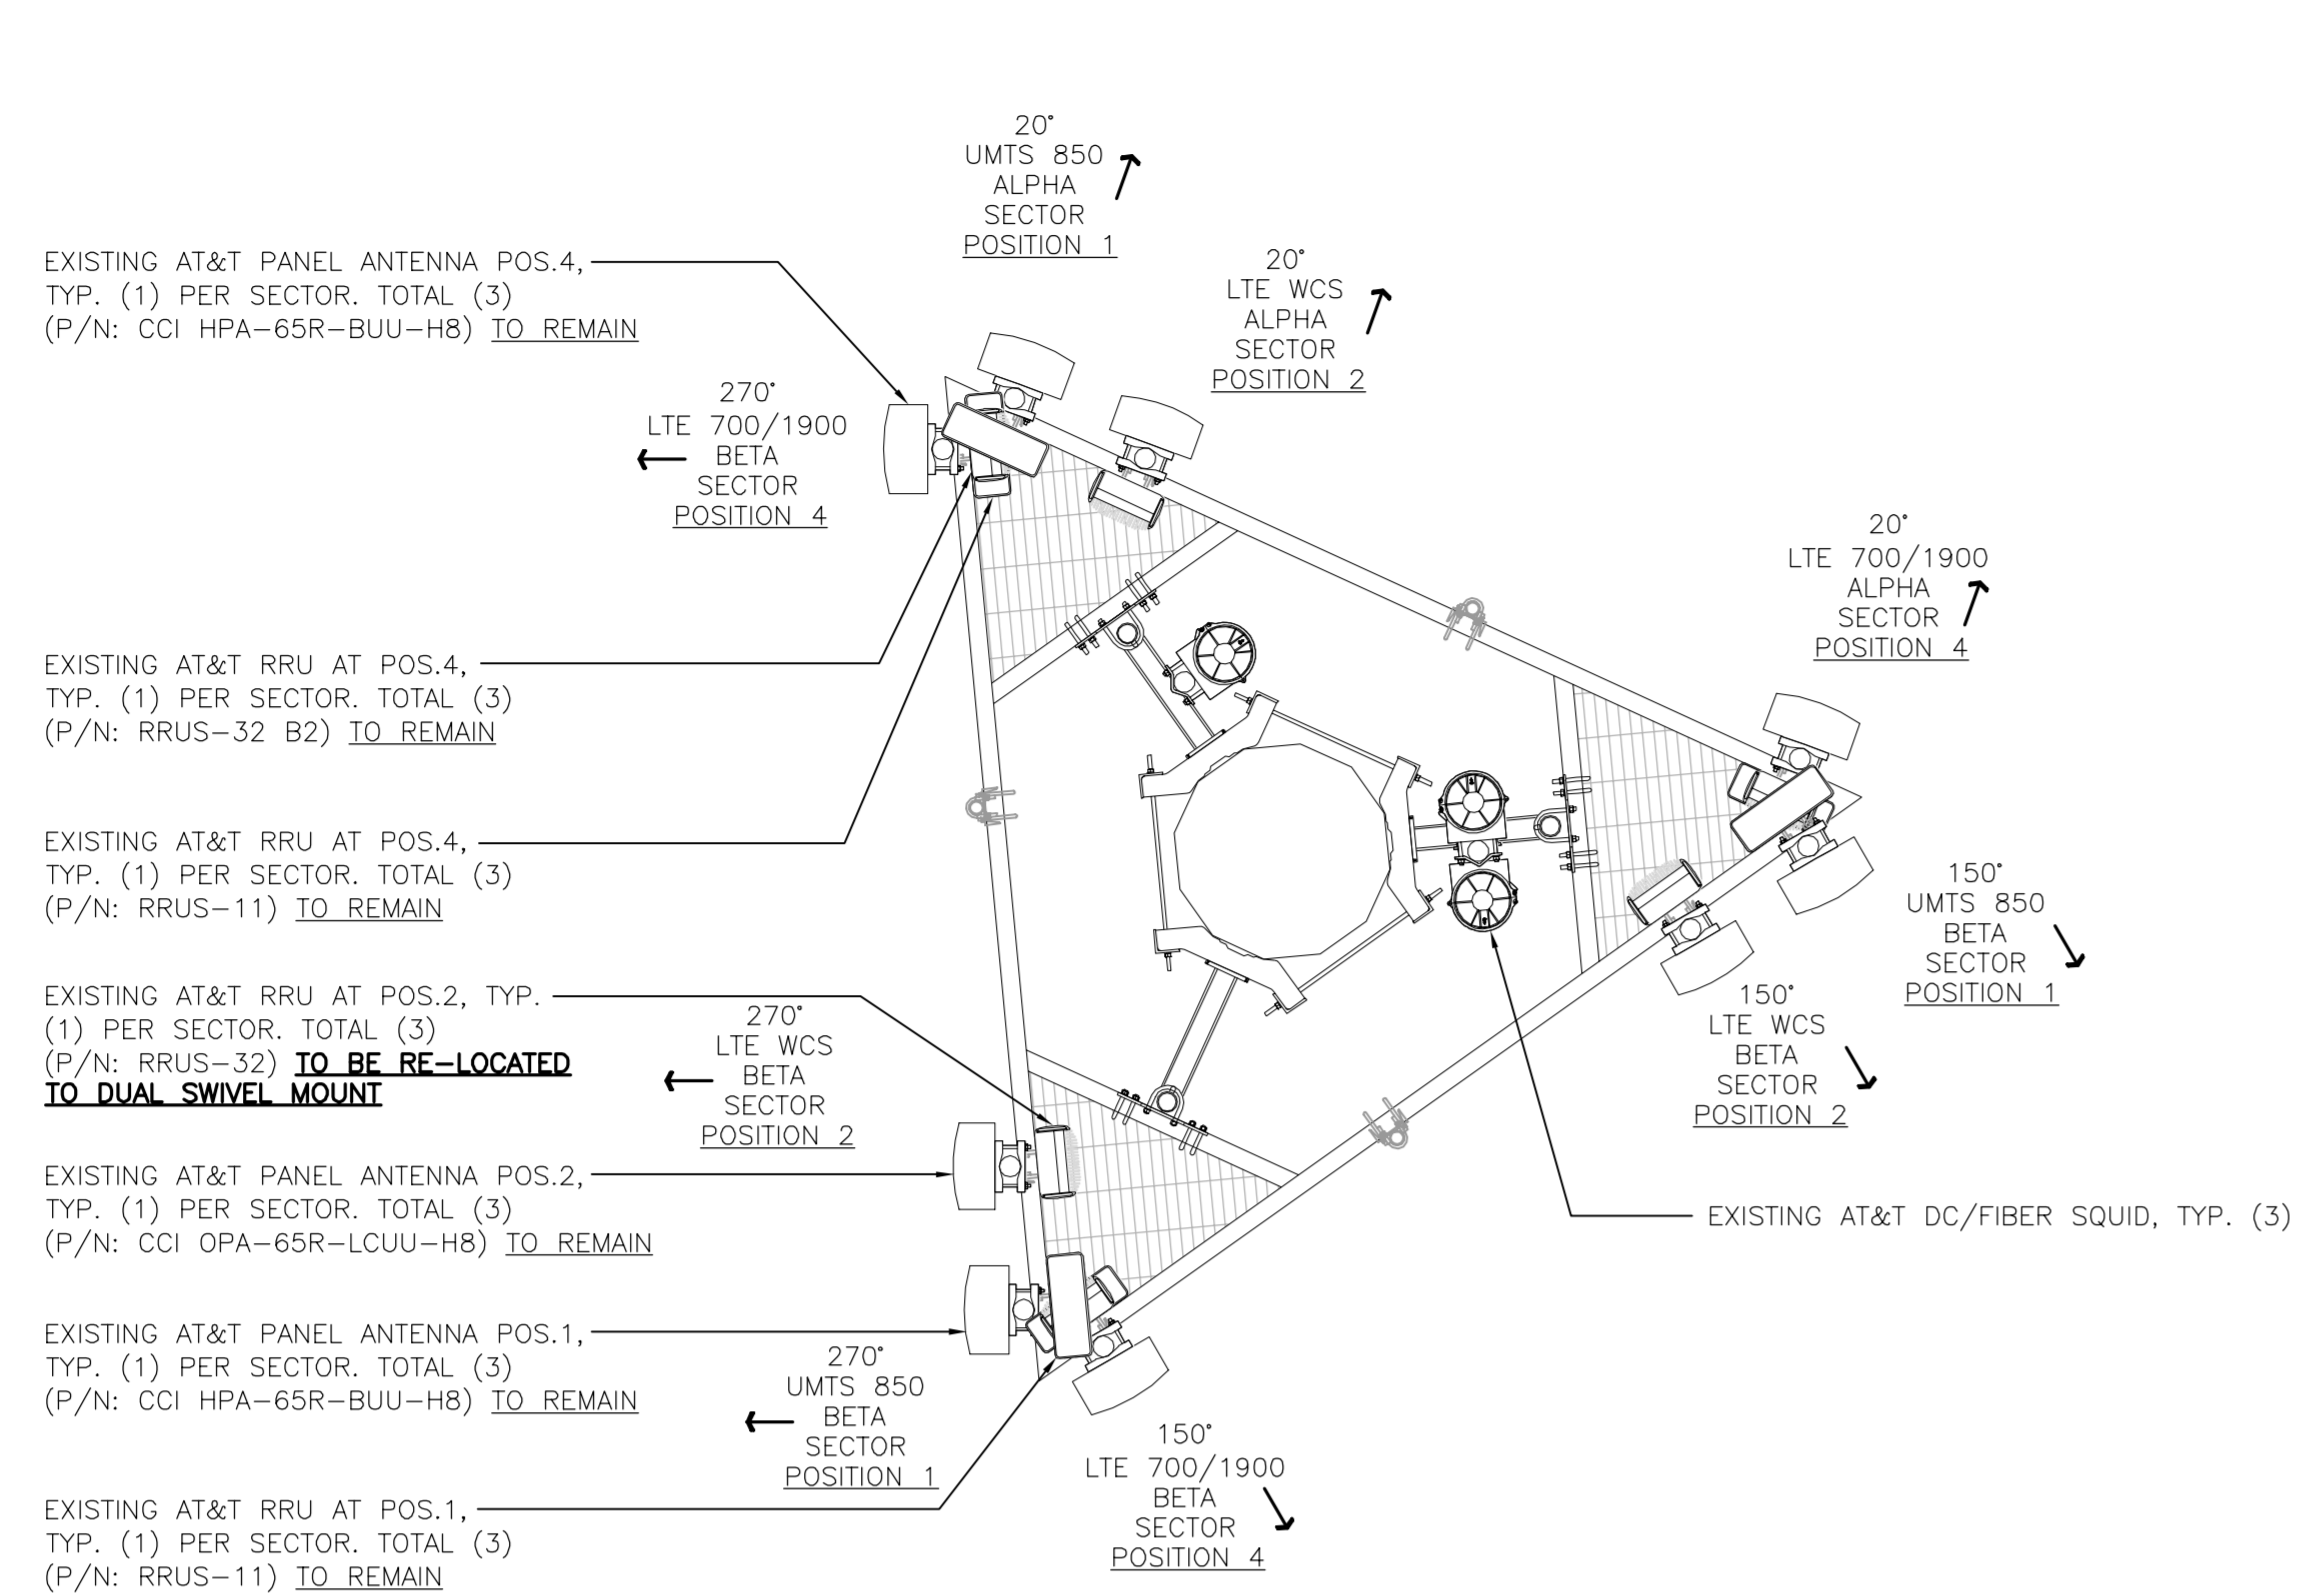 20°
UMTS 850
ALPHA
SECTOR
POSITION 1
20°
LTE WCS
ALPHA
SECTOR
POSITION 2
EXISTING AT&T PANEL ANTENNA POS.4,
TYP. (1) PER SECTOR. TOTAL (3)
(P/N: CCI HPA-65R-BUU-H8) TO REMAIN
270°
LTE 700/1900
BETA
SECTOR
POSITION 4
20°
LTE 700/1900
ALPHA
SECTOR
POSITION 4
EXISTING AT&T RRU AT POS.4,
TYP. (1) PER SECTOR. TOTAL (3)
(P/N: RRUS-32 B2) TO REMAIN
EXISTING AT&T RRU AT POS.4,
TYP. (1) PER SECTOR. TOTAL (3)
(P/N: RRUS-11) TO REMAIN
150°
UMTS 850
BETA
SECTOR
POSITION 1
EXISTING AT&T RRU AT POS.2, TYP.
(1) PER SECTOR. TOTAL (3)
(P/N: RRUS-32) TO BE RE-LOCATED
TO DUAL SWIVEL MOUNT
270°
LTE WCS
BETA
SECTOR
POSITION 2
150°
LTE WCS
BETA
SECTOR
POSITION 2
EXISTING AT&T PANEL ANTENNA POS.2,
TYP. (1) PER SECTOR. TOTAL (3)
(P/N: CCI OPA-65R-LCUU-H8) TO REMAIN
EXISTING AT&T DC/FIBER SQUID, TYP. (3)
EXISTING AT&T PANEL ANTENNA POS.1,
TYP. (1) PER SECTOR. TOTAL (3)
(P/N: CCI HPA-65R-BUU-H8) TO REMAIN
270°
UMTS 850
BETA
SECTOR
POSITION 1
150°
LTE 700/1900
BETA
SECTOR
POSITION 4
EXISTING AT&T RRU AT POS.1,
TYP. (1) PER SECTOR. TOTAL (3)
(P/N: RRUS-11) TO REMAIN